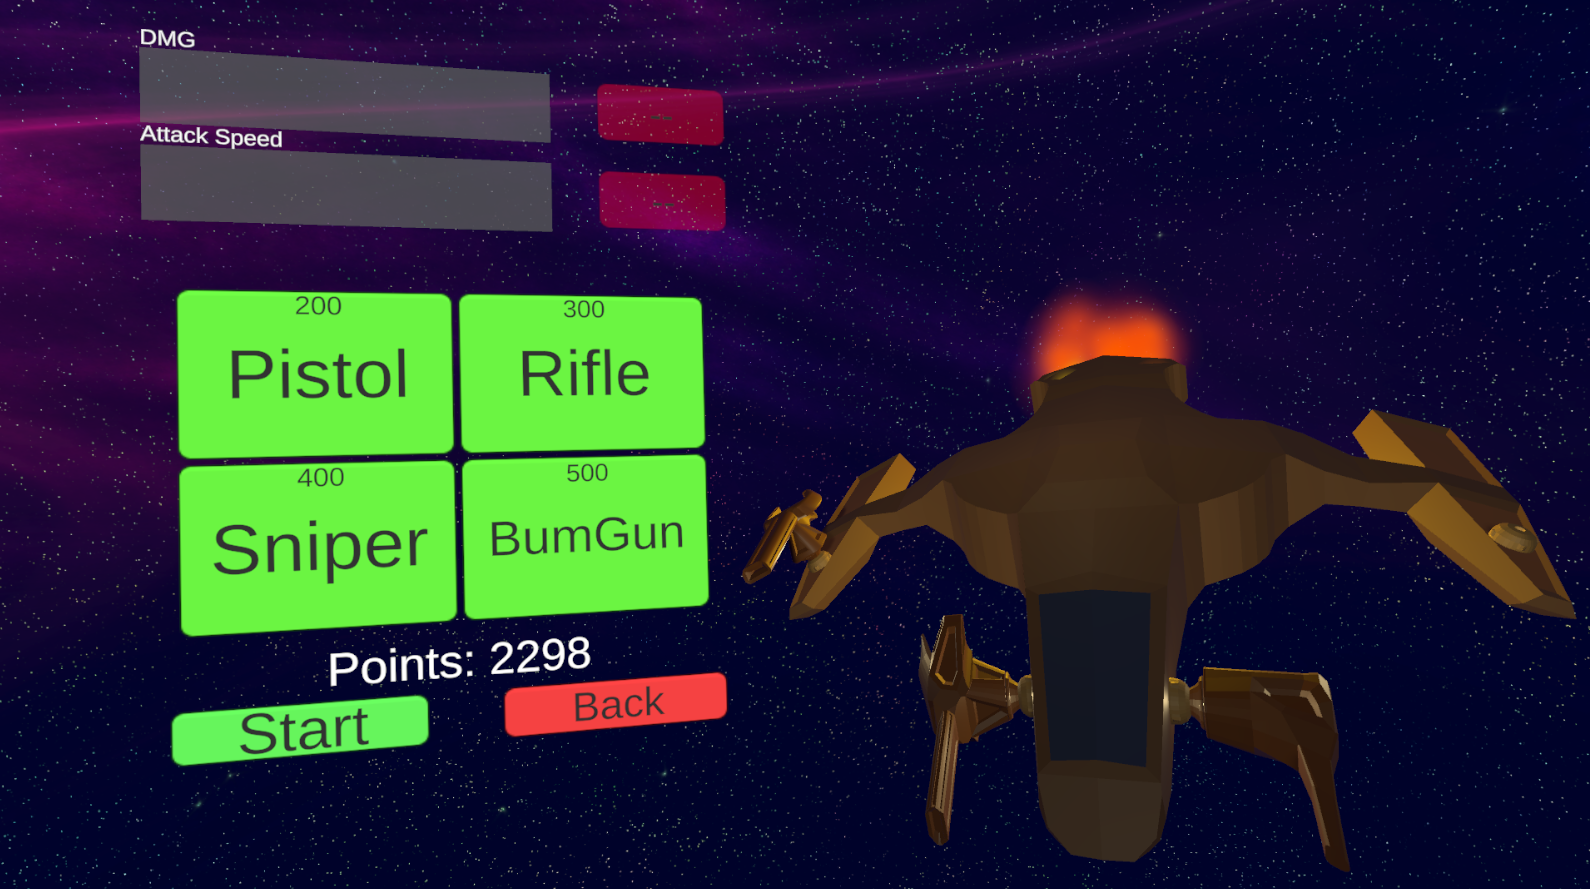 DMG
Attack Speed
200
Pistol
300
Rifle
400
Sniper
500
BumGun
Points: 2298
Start
Back